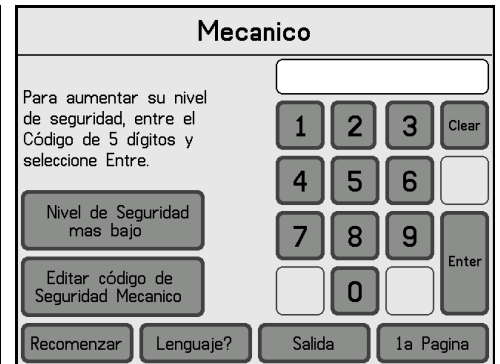 Mecanico
Para aumentar su nivel
de seguridad, entre el
Código de 5 dígitos y
seleccione Entre.
1 2 3 Clear
4 5 6
Nivel de Seguridad
mas bajo
7 8 9
Enter
Editar código de
Seguridad Mecanico
0
Recomenzar Lenguaje? Salida 1a Pagina